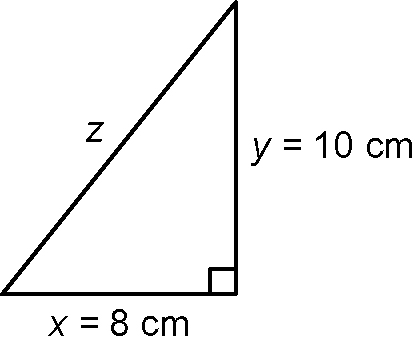 z
y = 10 cm
x = 8 cm